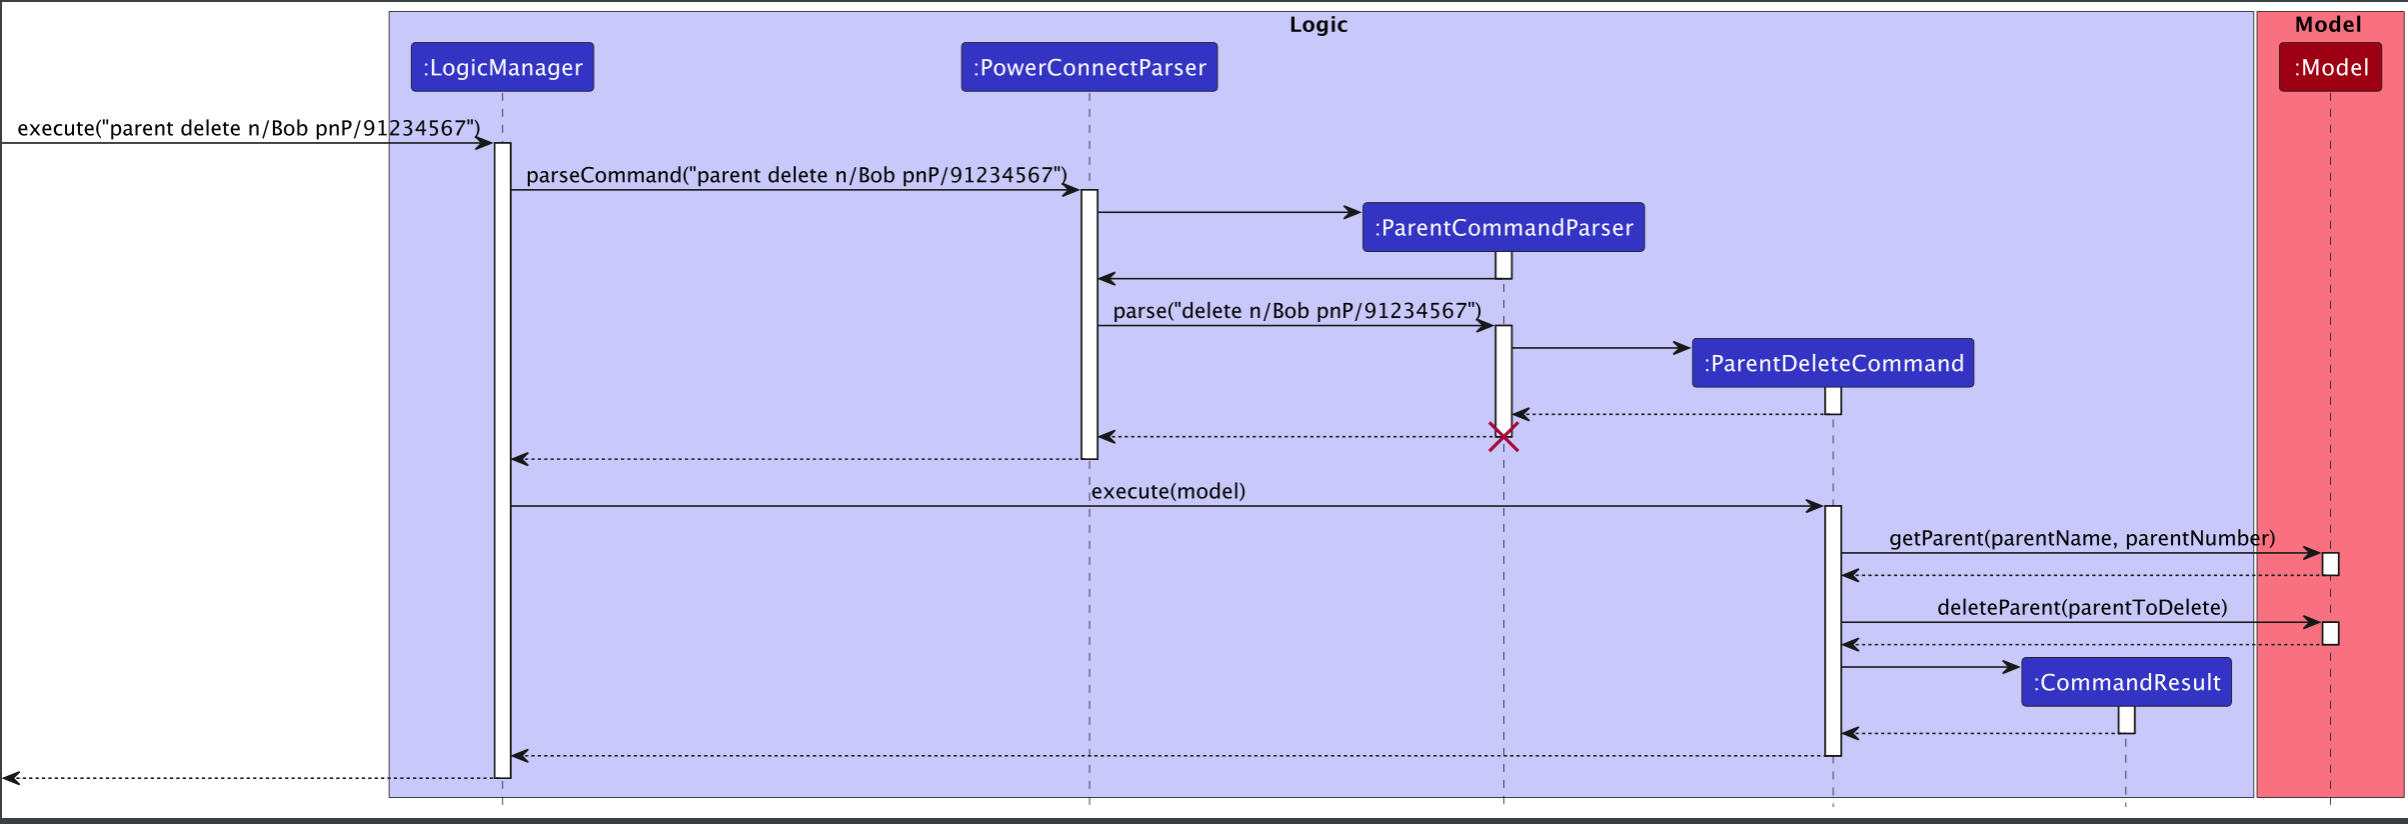 Logic
Model
:LogicManager
:PowerConnectParser
:Model
execute("parent delete n/Bob pnP/91234567")
parseCommand("parent delete n/Bob pnP/91234567")
:ParentCommandParser
parse("delete n/Bob pnP/91234567")
:ParentDeleteCommand
execute(model)
getParent(parentName, parentNumber)
deleteParent(parentToDelete)
:CommandResult